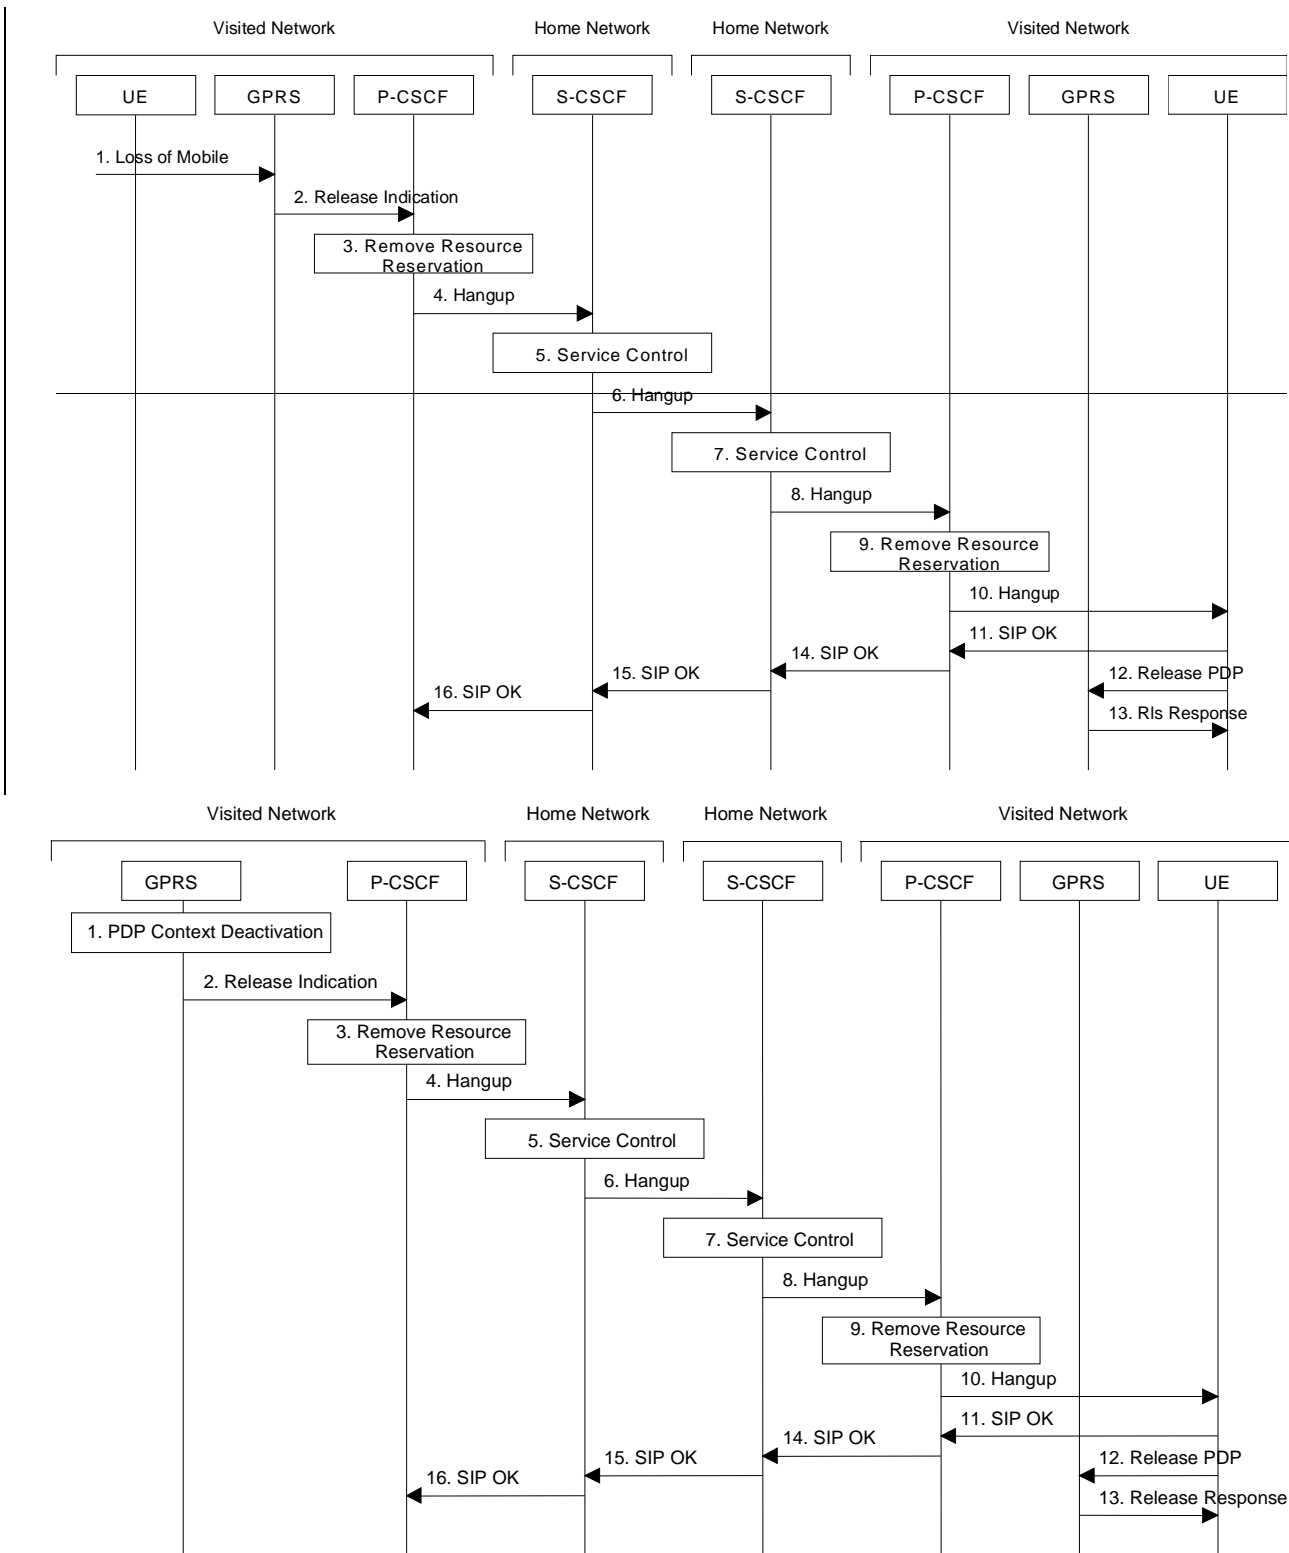 Visited Network Home Network Home Network Visited Network
UE GPRS P-CSCF S-CSCF S-CSCF P-CSCF GPRS UE
1. Loss of Mobile
2. Release Indication
3. Remove Resource
Reservation
4. Hangup
5. Service Control
6. Hangup
7. Service Control
8. Hangup
9. Remove Resource
Reservation
10. Hangup
11. SIP OK
14. SIP OK
12. Release PDP
15. SIP OK
16. SIP OK
13. Rls Response
Visited Network Home Network Home Network Visited Network
GPRS P-CSCF S-CSCF S-CSCF P-CSCF GPRS UE
1. PDP Context Deactivation
2. Release Indication
3. Remove Resource
Reservation
4. Hangup
5. Service Control
6. Hangup
7. Service Control
8. Hangup
9. Remove Resource
Reservation
10. Hangup
11. SIP OK
14. SIP OK
12. Release PDP
15. SIP OK
16. SIP OK
13. Release Response